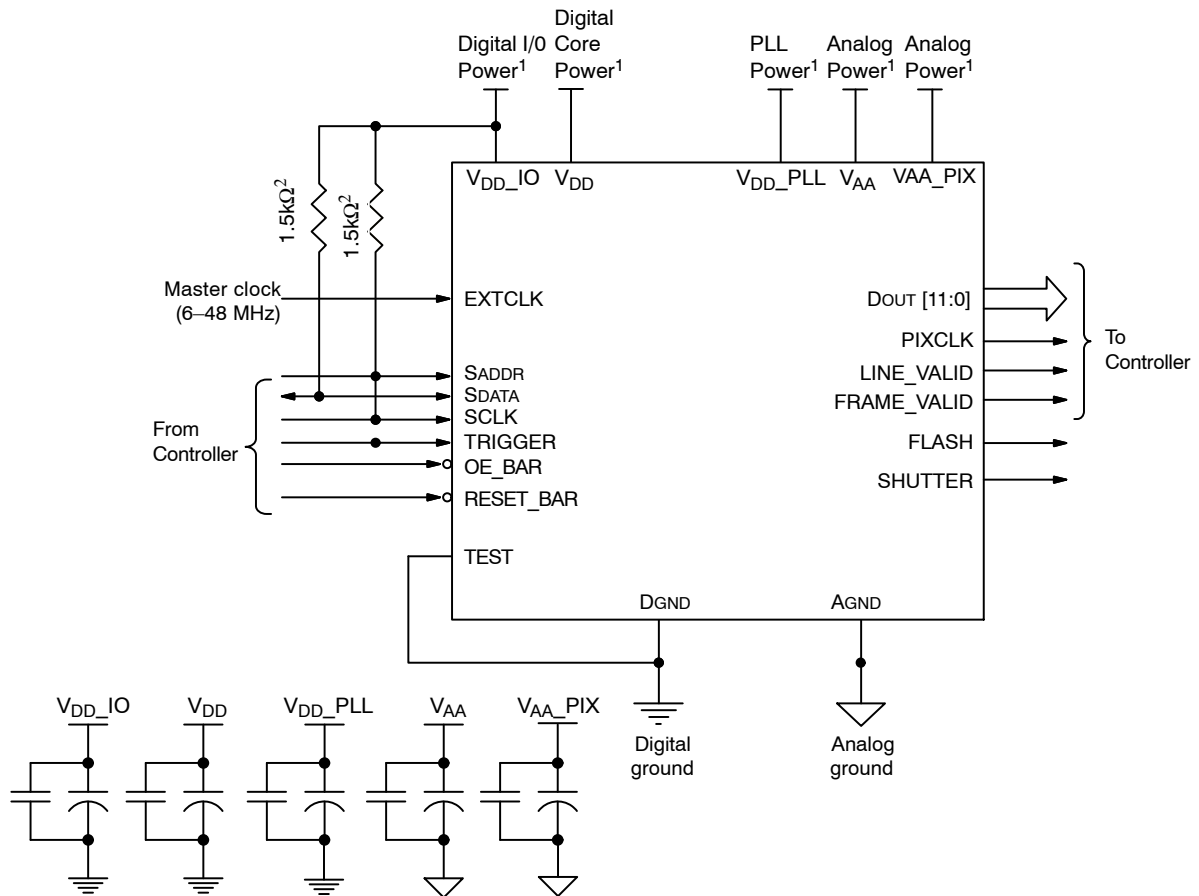 Digital I/0
Power¹
Digital
Core
Power¹
PLL
Power¹
Analog
Power¹
Analog
Power¹
VDD_IO
VDD
VDD_PLL
VAA
VAA_PIX
1.5kΩ²
1.5kΩ²
Master clock
(6–48 MHz)
EXTCLK
SADDR
SDATA
SCLK
TRIGGER
OE_BAR
RESET_BAR
TEST
From
Controller
DOUT [11:0]
PIXCLK
LINE_VALID
FRAME_VALID
FLASH
SHUTTER
To
Controller
DGND
AGND
Digital
ground
Analog
ground
VDD_IO
VDD
VDD_PLL
VAA
VAA_PIX